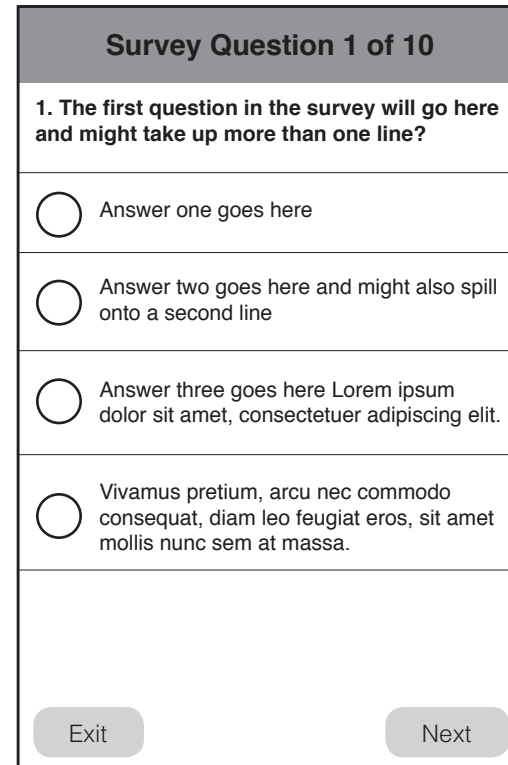 Survey Question 1 of 10
1. The first question in the survey will go here
and might take up more than one line?
Answer one goes here
Answer two goes here and might also spill
onto a second line
Answer three goes here Lorem ipsum
dolor sit amet, consectetuer adipiscing elit.
Vivamus pretium, arcu nec commodo
consequat, diam leo feugiat eros, sit amet
mollis nunc sem at massa.
Exit
Next